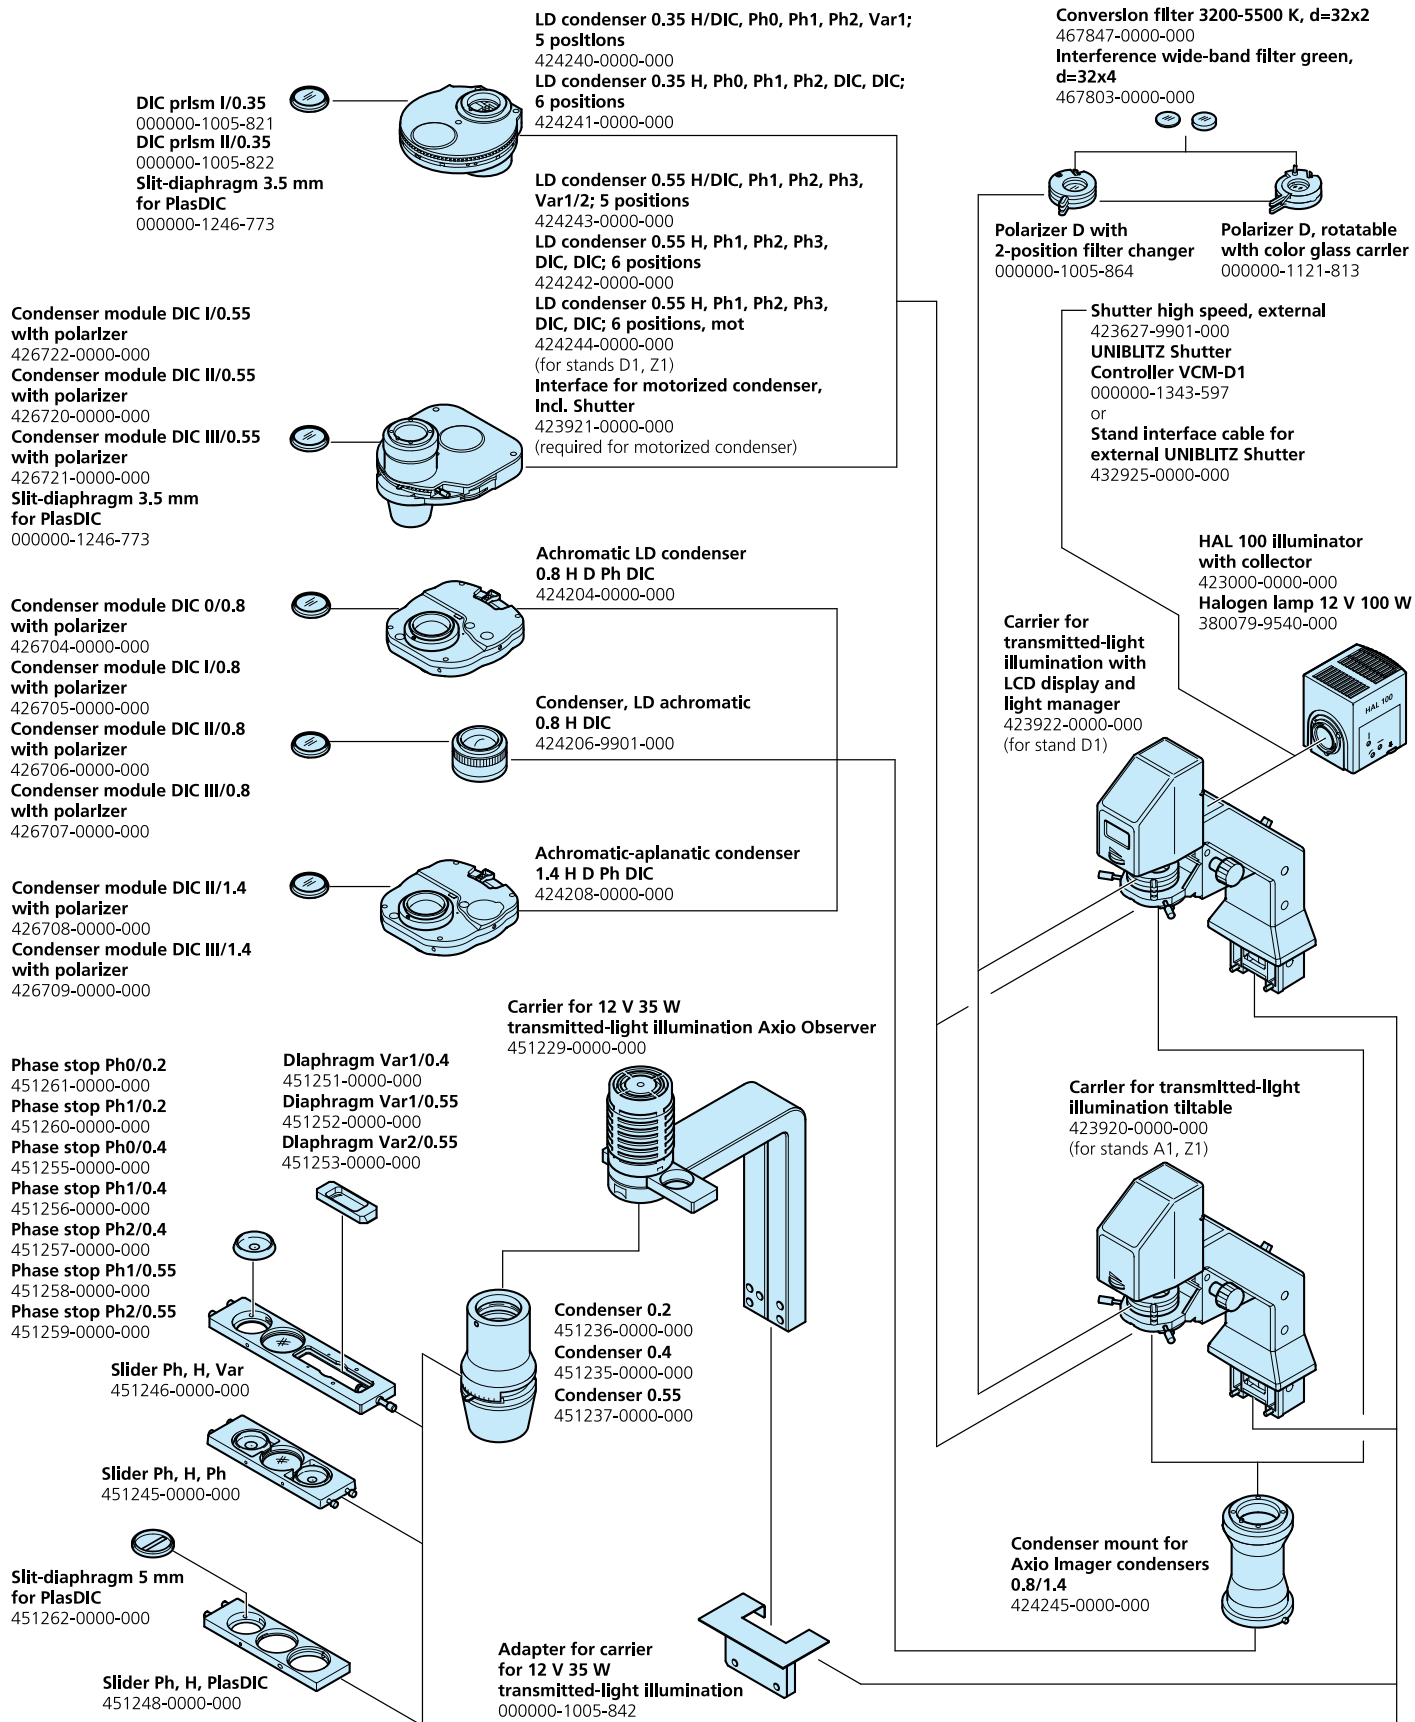 LD condenser 0.35 H/DIC, Ph0, Ph1, Ph2, Var1;
5 positions
424240-0000-000
LD condenser 0.35 H, Ph0, Ph1, Ph2, DIC, DIC;
6 positions
424241-0000-000
Conversion filter 3200-5500 K, d=32x2
467847-0000-000
Interference wide-band filter green,
d=32x4
467803-0000-000
DIC prism I/0.35
000000-1005-821
DIC prism II/0.35
000000-1005-822
Slit-diaphragm 3.5 mm
for PlasDIC
000000-1246-773
LD condenser 0.55 H/DIC, Ph1, Ph2, Ph3,
Var1/2; 5 positions
424243-0000-000
LD condenser 0.55 H, Ph1, Ph2, Ph3,
DIC, DIC; 6 positions
424242-0000-000
LD condenser 0.55 H, Ph1, Ph2, Ph3,
DIC, DIC; 6 positions, mot
424244-0000-000
(for stands D1, Z1)
Interface for motorized condenser,
Incl. Shutter
423921-0000-000
(required for motorized condenser)
Polarizer D with
2-position filter changer
000000-1005-864
Polarizer D, rotatable
with color glass carrier
000000-1121-813
Condenser module DIC I/0.55
with polarizer
426722-0000-000
Condenser module DIC II/0.55
with polarizer
426720-0000-000
Condenser module DIC III/0.55
with polarizer
426721-0000-000
Slit-diaphragm 3.5 mm
for PlasDIC
000000-1246-773
Shutter high speed, external
423627-9901-000
UNIBLITZ Shutter
Controller VCM-D1
000000-1343-597
or
Stand interface cable for
external UNIBLITZ Shutter
432925-0000-000
HAL 100 illuminator
with collector
423000-0000-000
Halogen lamp 12 V 100 W
380079-9540-000
HAL 100
Achromatic LD condenser
0.8 H D Ph DIC
424204-0000-000
Condenser module DIC 0/0.8
with polarizer
426704-0000-000
Condenser module DIC I/0.8
with polarizer
426705-0000-000
Condenser module DIC II/0.8
with polarizer
426706-0000-000
Condenser module DIC III/0.8
with polarizer
426707-0000-000
Carrier for
transmitted-light
illumination with
LCD display and
light manager
423922-0000-000
(for stand D1)
Condenser, LD achromatic
0.8 H DIC
424206-9901-000
Achromatic-aplanatic condenser
1.4 H D Ph DIC
424208-0000-000
Condenser module DIC II/1.4
with polarizer
426708-0000-000
Condenser module DIC III/1.4
with polarizer
426709-0000-000
Carrier for 12 V 35 W
transmitted-light illumination Axio Observer
451229-0000-000
Phase stop Ph0/0.2
451261-0000-000
Phase stop Ph1/0.2
451260-0000-000
Phase stop Ph0/0.4
451255-0000-000
Phase stop Ph1/0.4
451256-0000-000
Phase stop Ph2/0.4
451257-0000-000
Phase stop Ph1/0.55
451258-0000-000
Phase stop Ph2/0.55
451259-0000-000
Diaphragm Var1/0.4
451251-0000-000
Diaphragm Var1/0.55
451252-0000-000
Diaphragm Var2/0.55
451253-0000-000
Carrier for transmitted-light
illumination tiltable
423920-0000-000
(for stands A1, Z1)
Condenser 0.2
451236-0000-000
Condenser 0.4
451235-0000-000
Condenser 0.55
451237-0000-000
Slider Ph, H, Var
451246-0000-000
Slider Ph, H, Ph
451245-0000-000
Slit-diaphragm 5 mm
for PlasDIC
451262-0000-000
Slider Ph, H, PlasDIC
451248-0000-000
Condenser mount for
Axio Imager condensers
0.8/1.4
424245-0000-000
Adapter for carrier
for 12 V 35 W
transmitted-light illumination
000000-1005-842